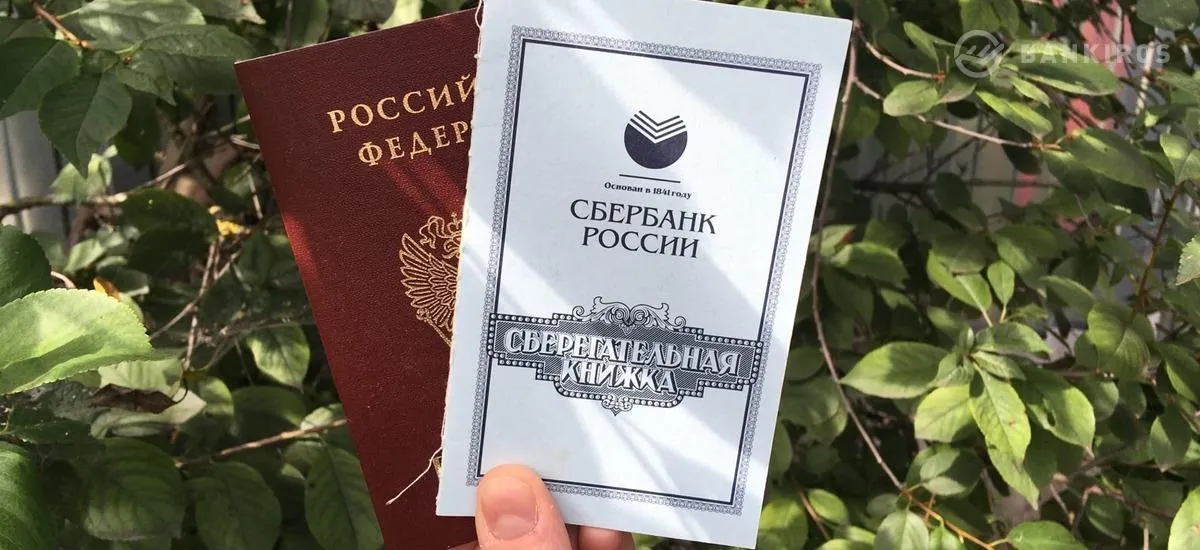 РОССИЙ
ФЕДЕР
Основан в 1841 году
СБЕРБАНК
РОССИИ
СБЕРЕГАТЕЛЬНАЯ
КНИЖКА
BANKIROS